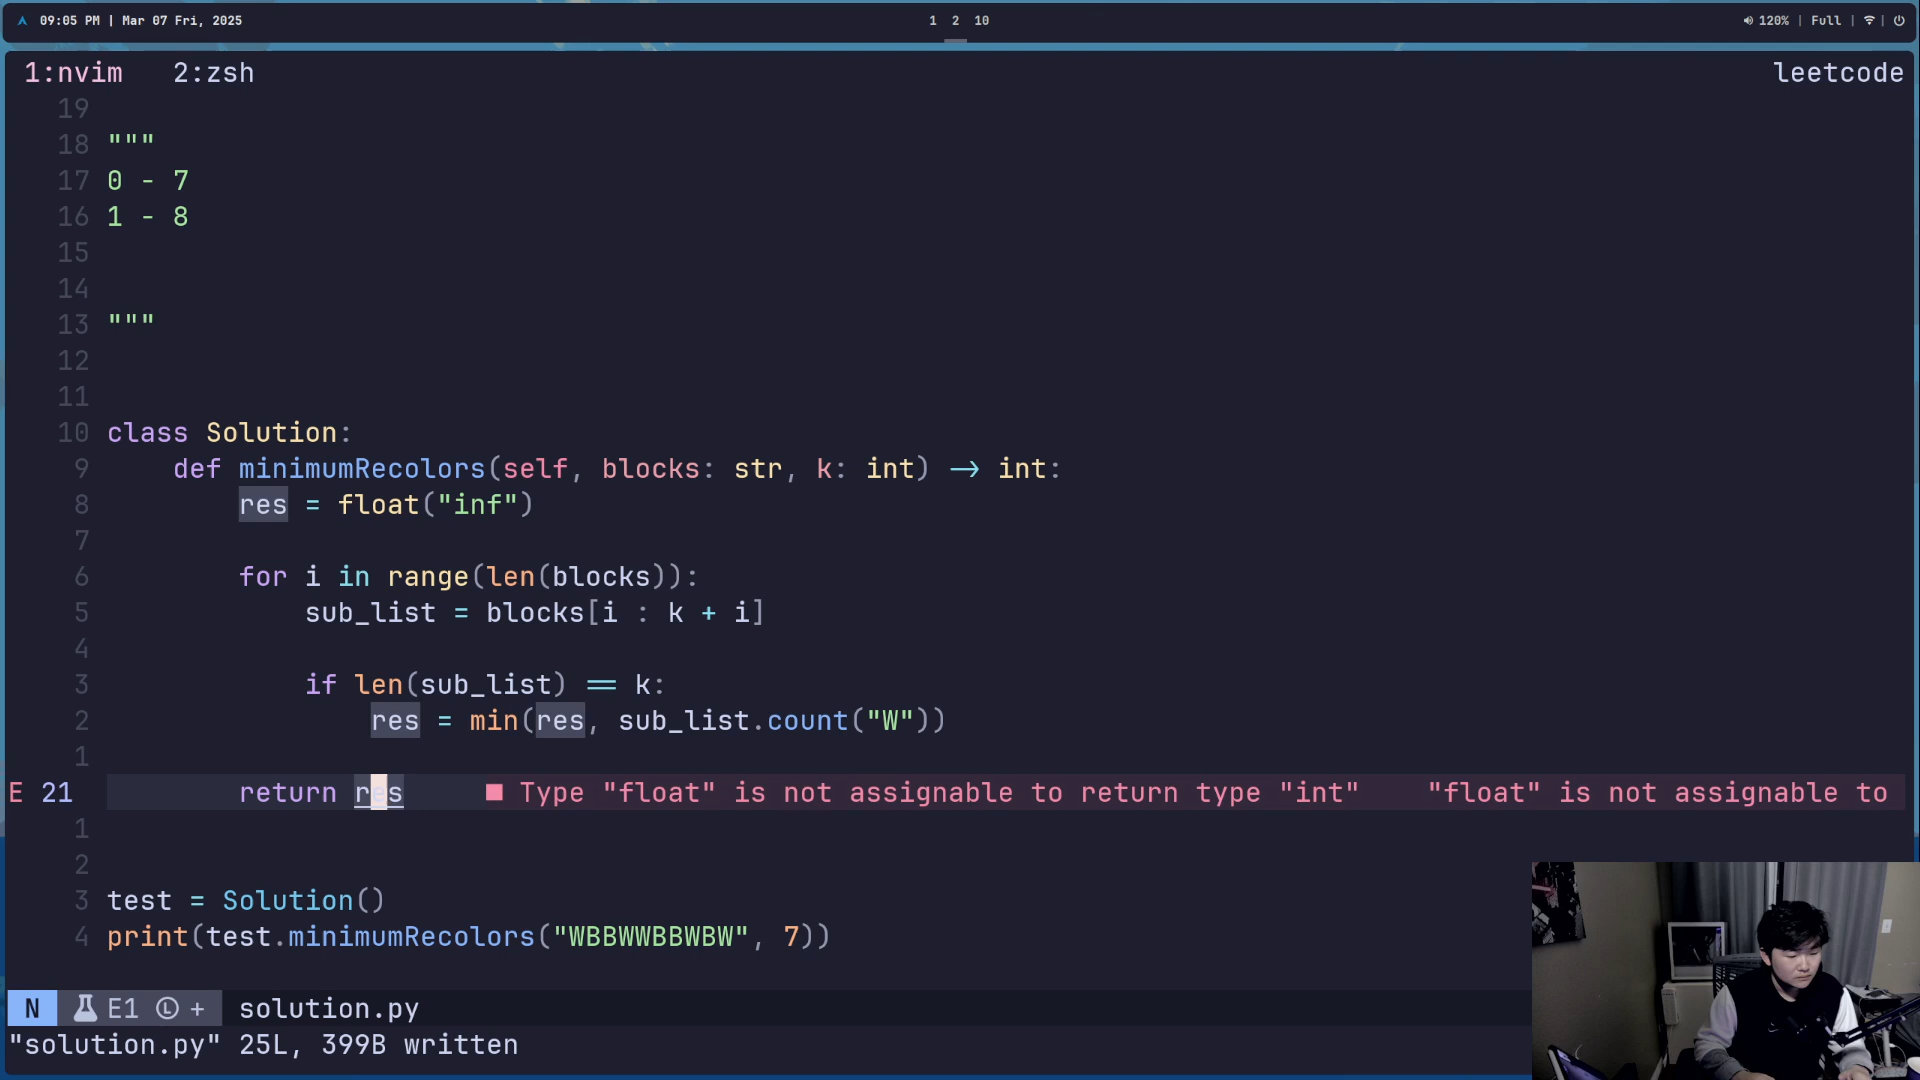 09:05 PM | Mar 07 Fri, 2025 1 2 10 120% | Full | |
1:nvim 2:zsh leetcode
19
18 """
17 0 - 7
16 1 - 8
15
14
13 """
12
11
10 class Solution:
9 def minimumRecolors(self, blocks: str, k: int) -> int:
8 res = float("inf")
7
6 for i in range(len(blocks)):
5 sub_list = blocks[i : k + i]
4
3 if len(sub_list) == k:
2 res = min(res, sub_list.count("W"))
1
E 21 return res ■ Type "float" is not assignable to return type "int" "float" is not assignable to
1
2
3 test = Solution()
4 print(test.minimumRecolors("WBBWWBBWBW", 7))
N E1 Ⓛ + solution.py
"solution.py" 25L, 399B written